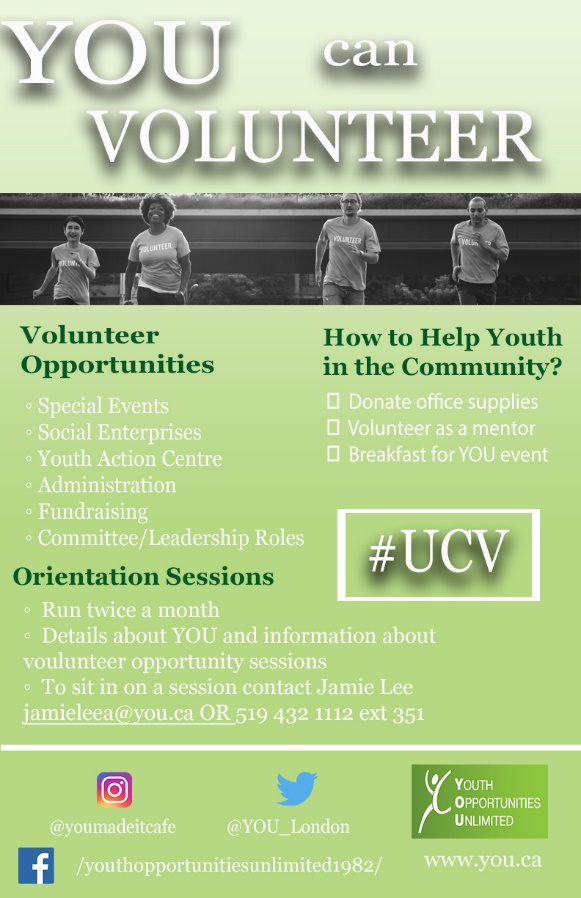 YOU can
VOLUNTEER
VOLUNTEER
VOLUNTEER
VOLUNTEER
Volunteer
Opportunities
◦ Special Events
◦ Social Enterprises
◦ Youth Action Centre
◦ Administration
◦ Fundraising
◦ Committee/Leadership Roles
How to Help Youth
in the Community?
Donate office supplies
Volunteer as a mentor
Breakfast for YOU event
#UCV
Orientation Sessions
◦ Run twice a month
◦ Details about YOU and information about
voulunteer opportunity sessions
◦ To sit in on a session contact Jamie Lee
jamieleea@you.ca OR 519 432 1112 ext 351
@youmadeitcafe
@YOU_London
YOUTH
OPPORTUNITIES
UNLIMITED
/youthopportunitiesunlimited1982/
www.you.ca